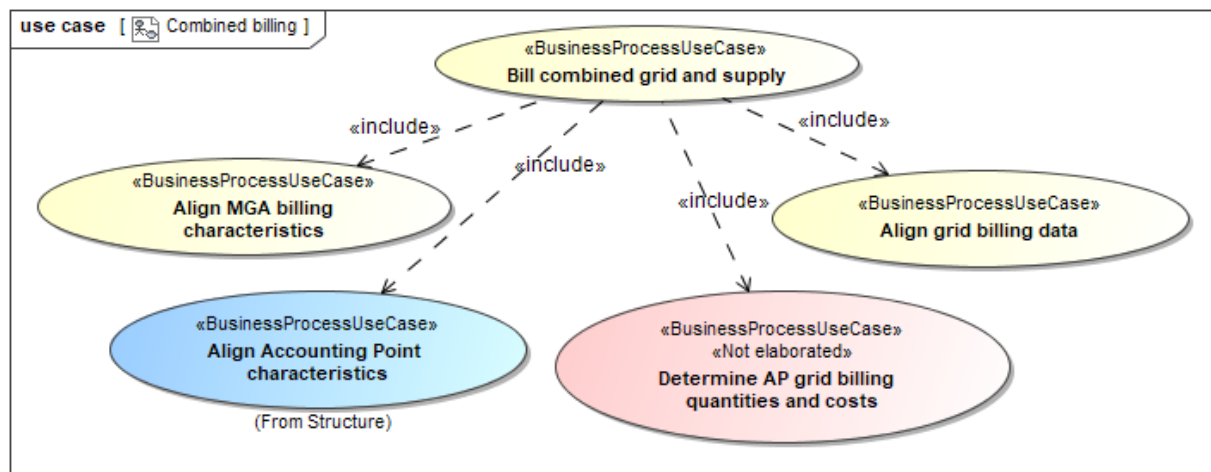 use case [ Combined billing ]
«BusinessProcessUseCase»
Bill combined grid and supply
«include»
«include»
«include»
«include»
«BusinessProcessUseCase»
Align MGA billing
characteristics
«BusinessProcessUseCase»
Align grid billing data
«BusinessProcessUseCase»
Align Accounting Point
characteristics
(From Structure)
«BusinessProcessUseCase»
«Not elaborated»
Determine AP grid billing
quantities and costs